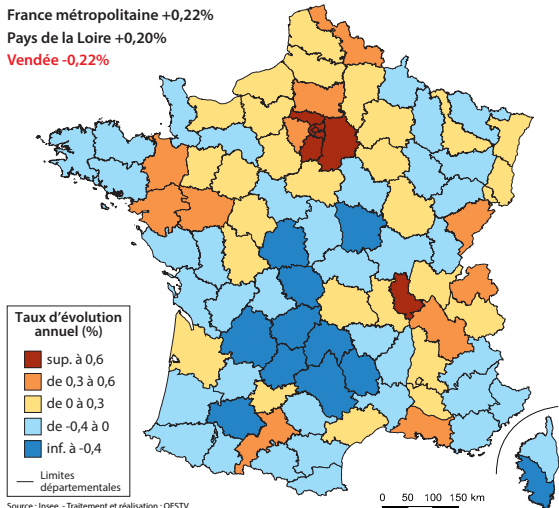 France métropolitaine +0,22%
Pays de la Loire +0,20%
Vendée -0,22%
Taux d'évolution
annuel (%)
sup. à 0,6
de 0,3 à 0,6
de 0 à 0,3
de -0,4 à 0
inf. à -0,4
Limites
départementales
Source : Insee - Traitement et réalisation : OESTV
0 50 100 150 km